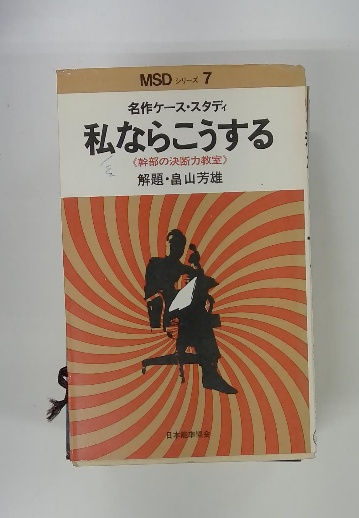 MSD シリーズ 7
名作ケース・スタディ
私ならこうする
《幹部の決断力教室》
解題・畠山芳雄
日本能率協会